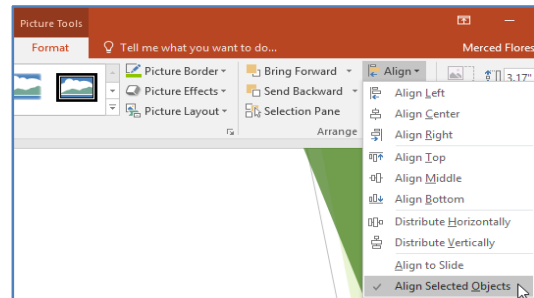 Picture Tools
Format Tell me what you want to do... Merced Flores
Picture Border Bring Forward Align 3.17"
Picture Effects Send Backward Align Left
Picture Layout Selection Pane Align Center
Arrange Align Right
Align Top
Align Middle
Align Bottom
Distribute Horizontally
Distribute Vertically
Align to Slide
Align Selected Objects